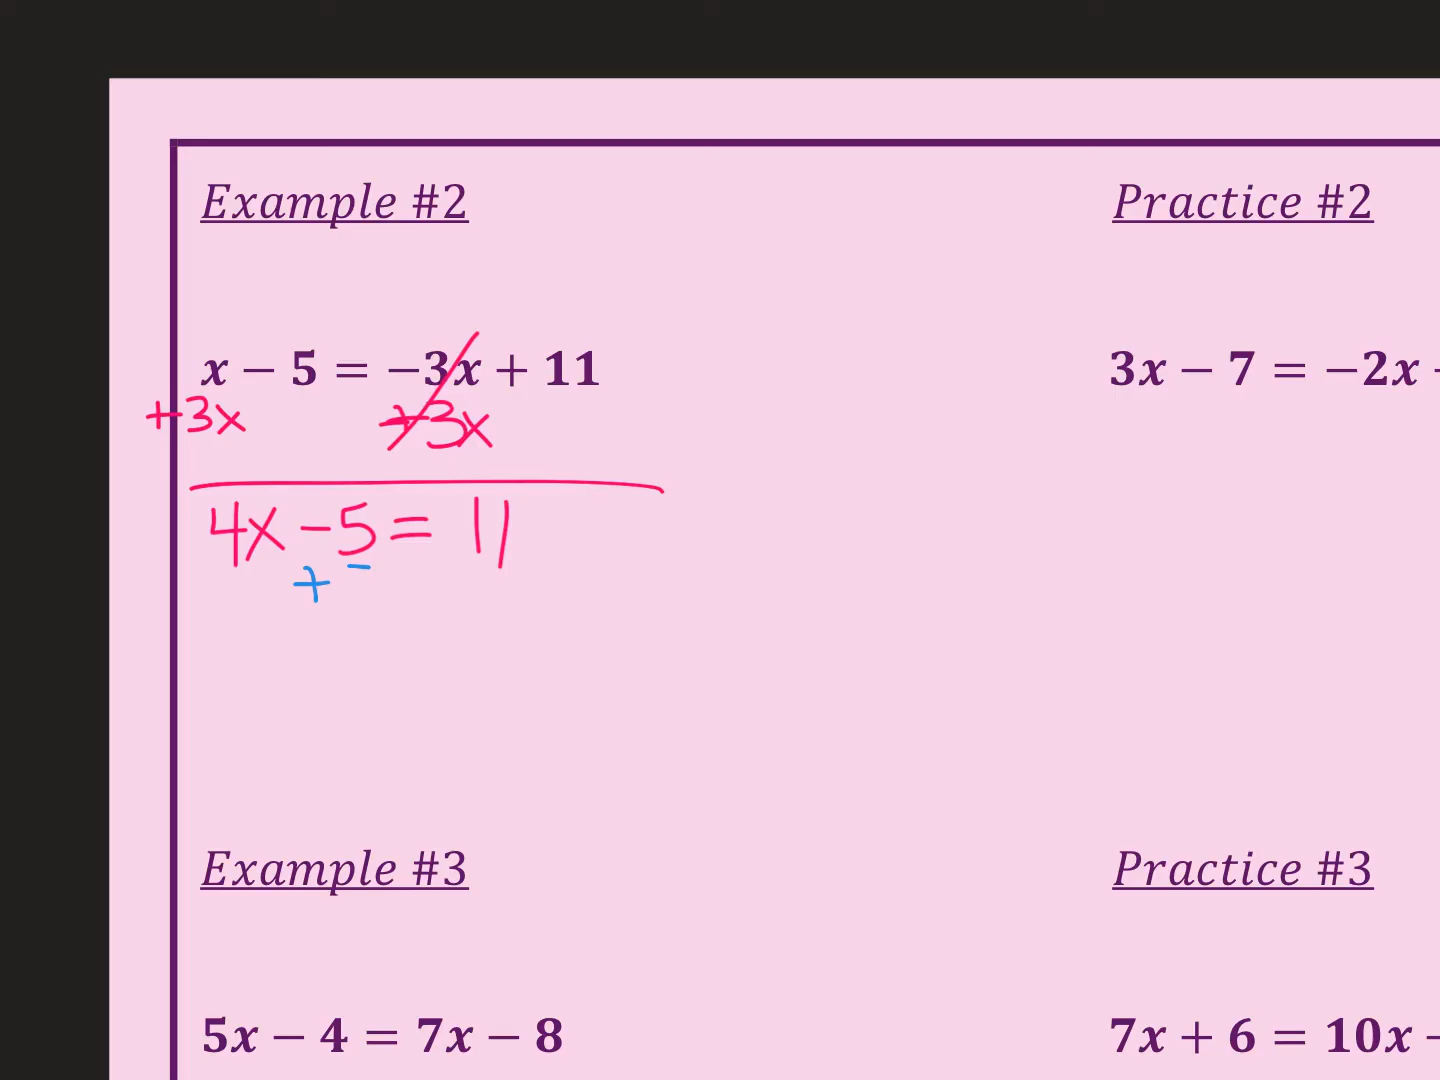 Example #2
Practice #2
x − 5 = −3x + 11
3x − 7 = −2x
+3x +3x
4x − 5 = 11
+
Example #3
Practice #3
5x − 4 = 7x − 8
7x + 6 = 10x